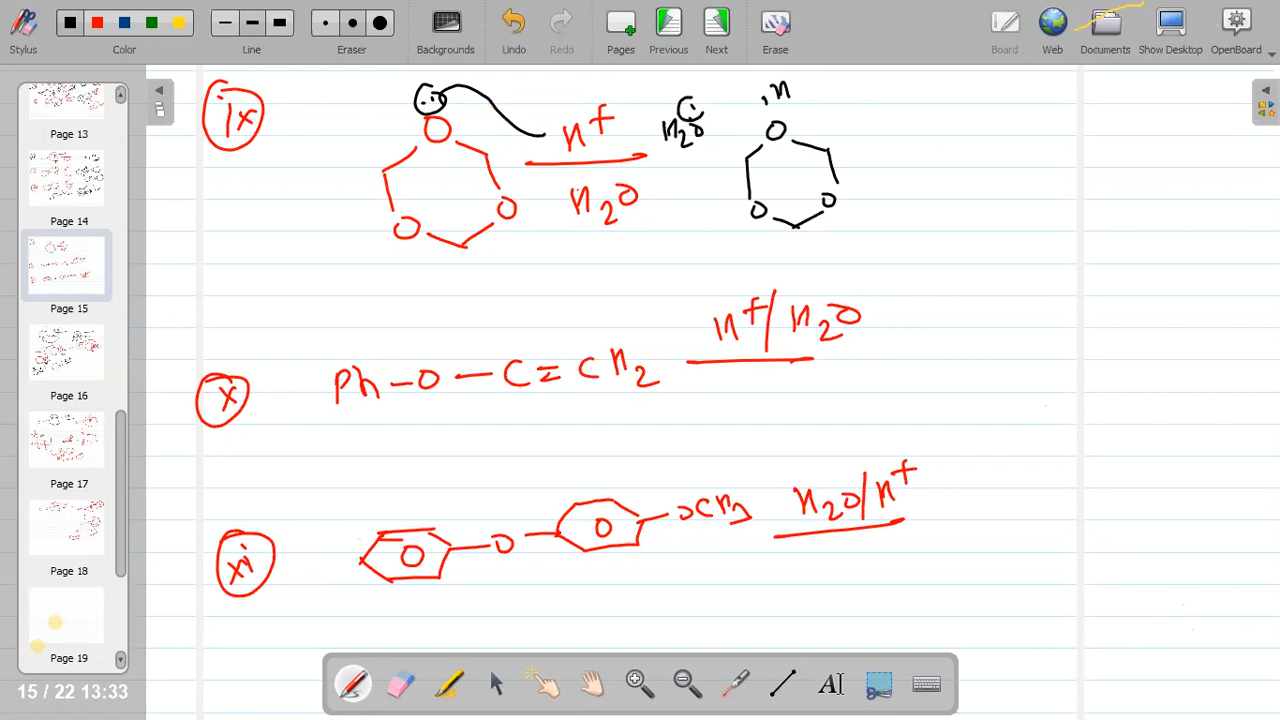 Stylus
Color
Line
Eraser
Backgrounds
Undo
Redo
Pages
Previous
Next
Erase
Board
Web
Documents
Show Desktop
OpenBoard
Page 13
Page 14
Page 15
Page 16
Page 17
Page 18
Page 19
15 / 22 13:33
ix
O
O
O
H+
H2O
H2O
H
O
O
O
x
Ph-O-C=CH2
H+/H2O
xi
O
O
O
OCH3
H2O/H+